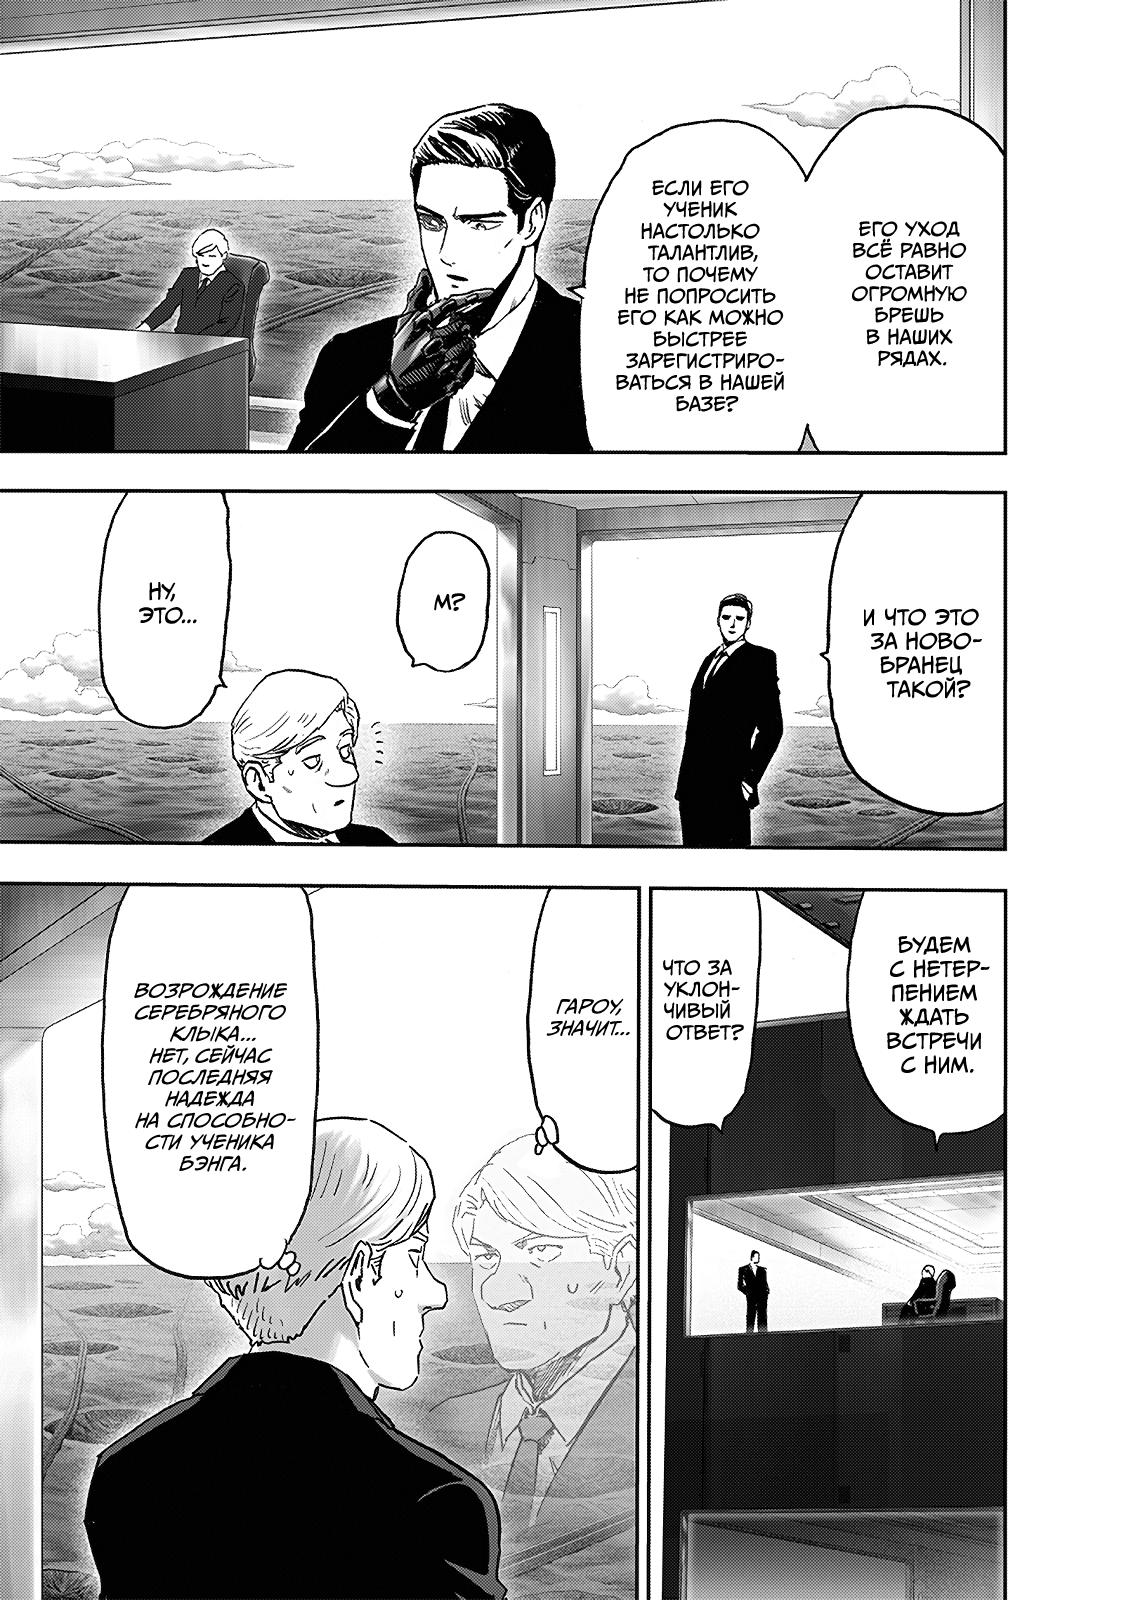 ЕГО УХОД
ВСЁ РАВНО
ОСТАВИТ
ОГРОМНУЮ
БРЕШЬ
В НАШИХ
РЯДАХ.
ЕСЛИ ЕГО
УЧЕНИК
НАСТОЛЬКО
ТАЛАНТЛИВ,
ТО ПОЧЕМУ
НЕ ПОПРОСИТЬ
ЕГО КАК МОЖНО
БЫСТРЕЕ
ЗАРЕГИСТРИРО-
ВАТЬСЯ В НАШЕЙ
БАЗЕ?
И ЧТО ЭТО
ЗА НОВО-
БРАНЕЦ
ТАКОЙ?
М?
НУ,
ЭТО...
БУДЕМ
С НЕТЕР-
ПЕНИЕМ
ЖДАТЬ
ВСТРЕЧИ
С НИМ.
ЧТО ЗА
УКЛОН-
ЧИВЫЙ
ОТВЕТ?
ГАРОУ,
ЗНАЧИТ...
ВОЗРОЖДЕНИЕ
СЕРЕБРЯНОГО
КЛЫКА...
НЕТ, СЕЙЧАС
ПОСЛЕДНЯЯ
НАДЕЖДА
НА СПОСОБНО-
СТИ УЧЕНИКА
БЭНГА.